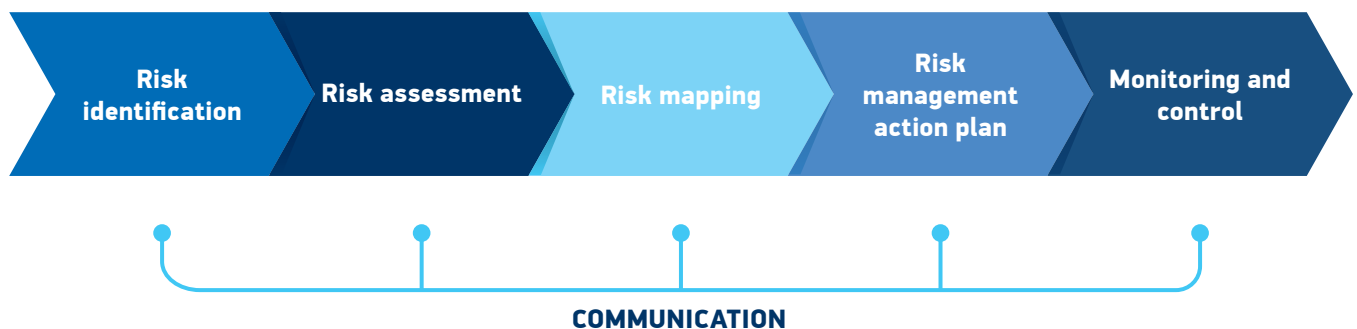 Risk
identification
Risk assessment
Risk mapping
Risk
management
action plan
Monitoring and
control
COMMUNICATION